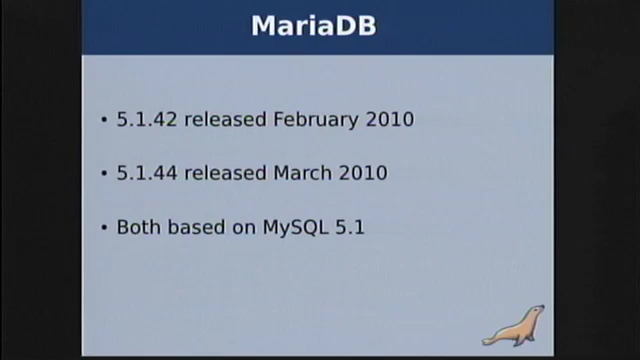 MariaDB
• 5.1.42 released February 2010
• 5.1.44 released March 2010
• Both based on MySQL 5.1